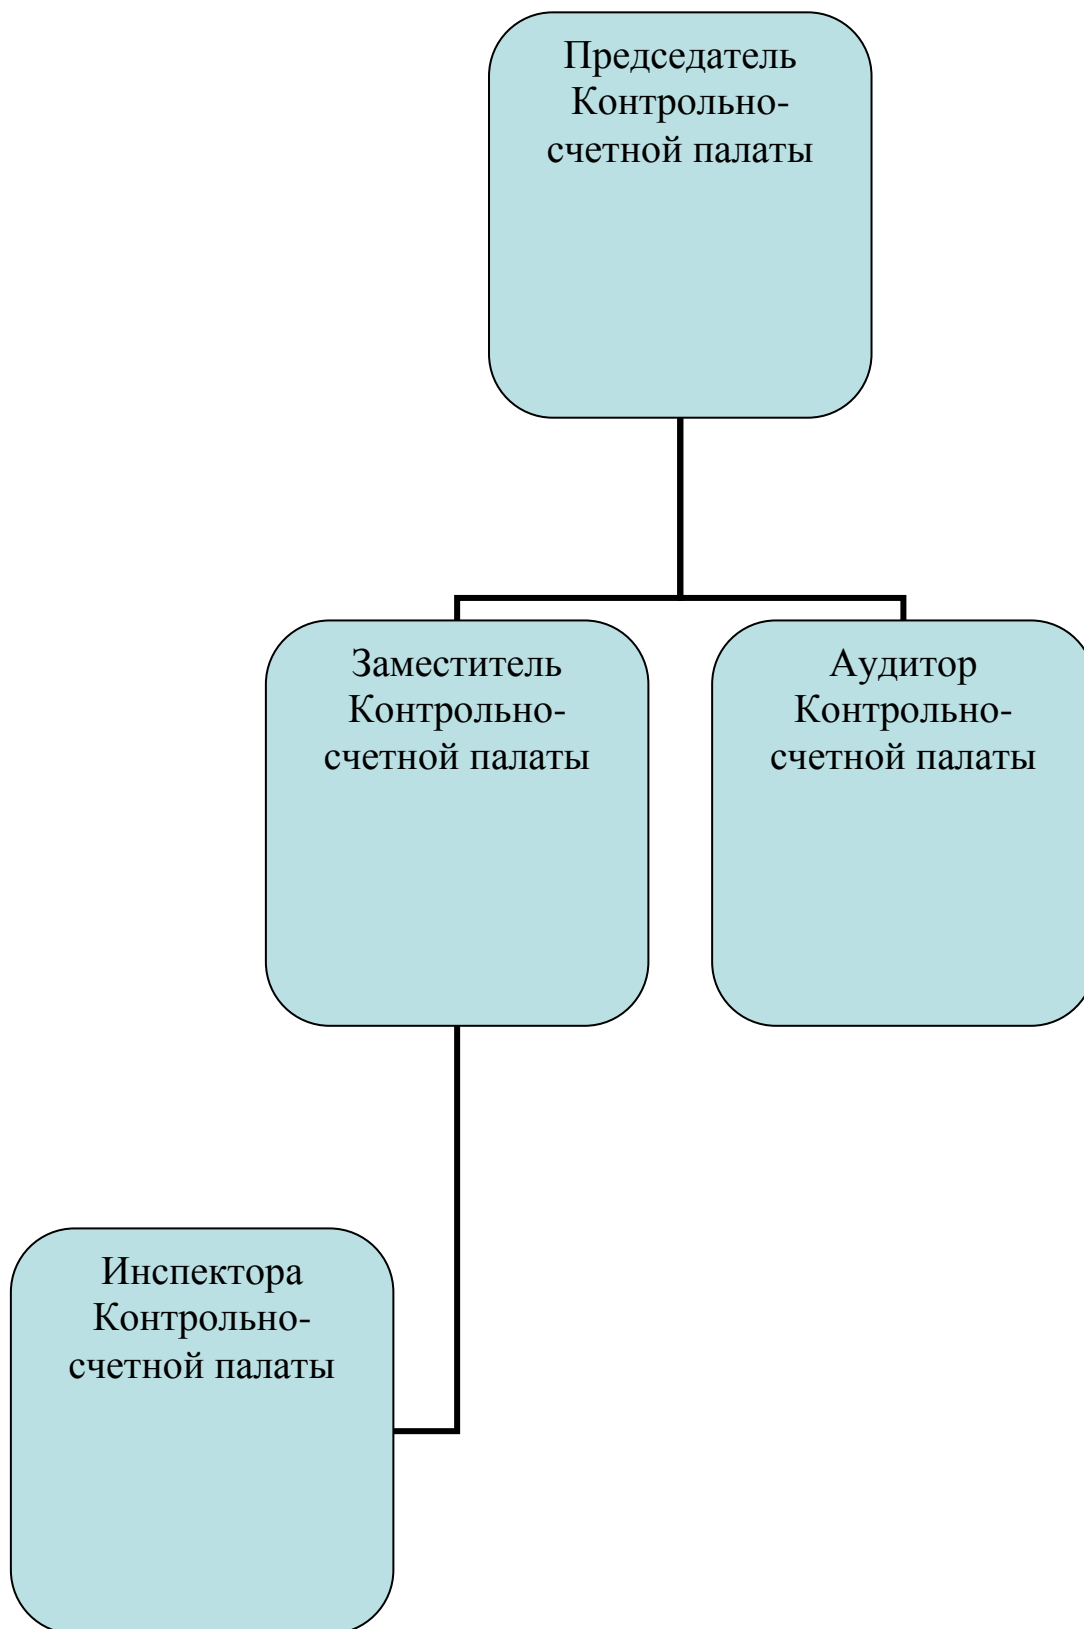 Председатель
Контрольно-
счетной палаты
Заместитель
Контрольно-
счетной палаты
Аудитор
Контрольно-
счетной палаты
Инспектора
Контрольно-
счетной палаты